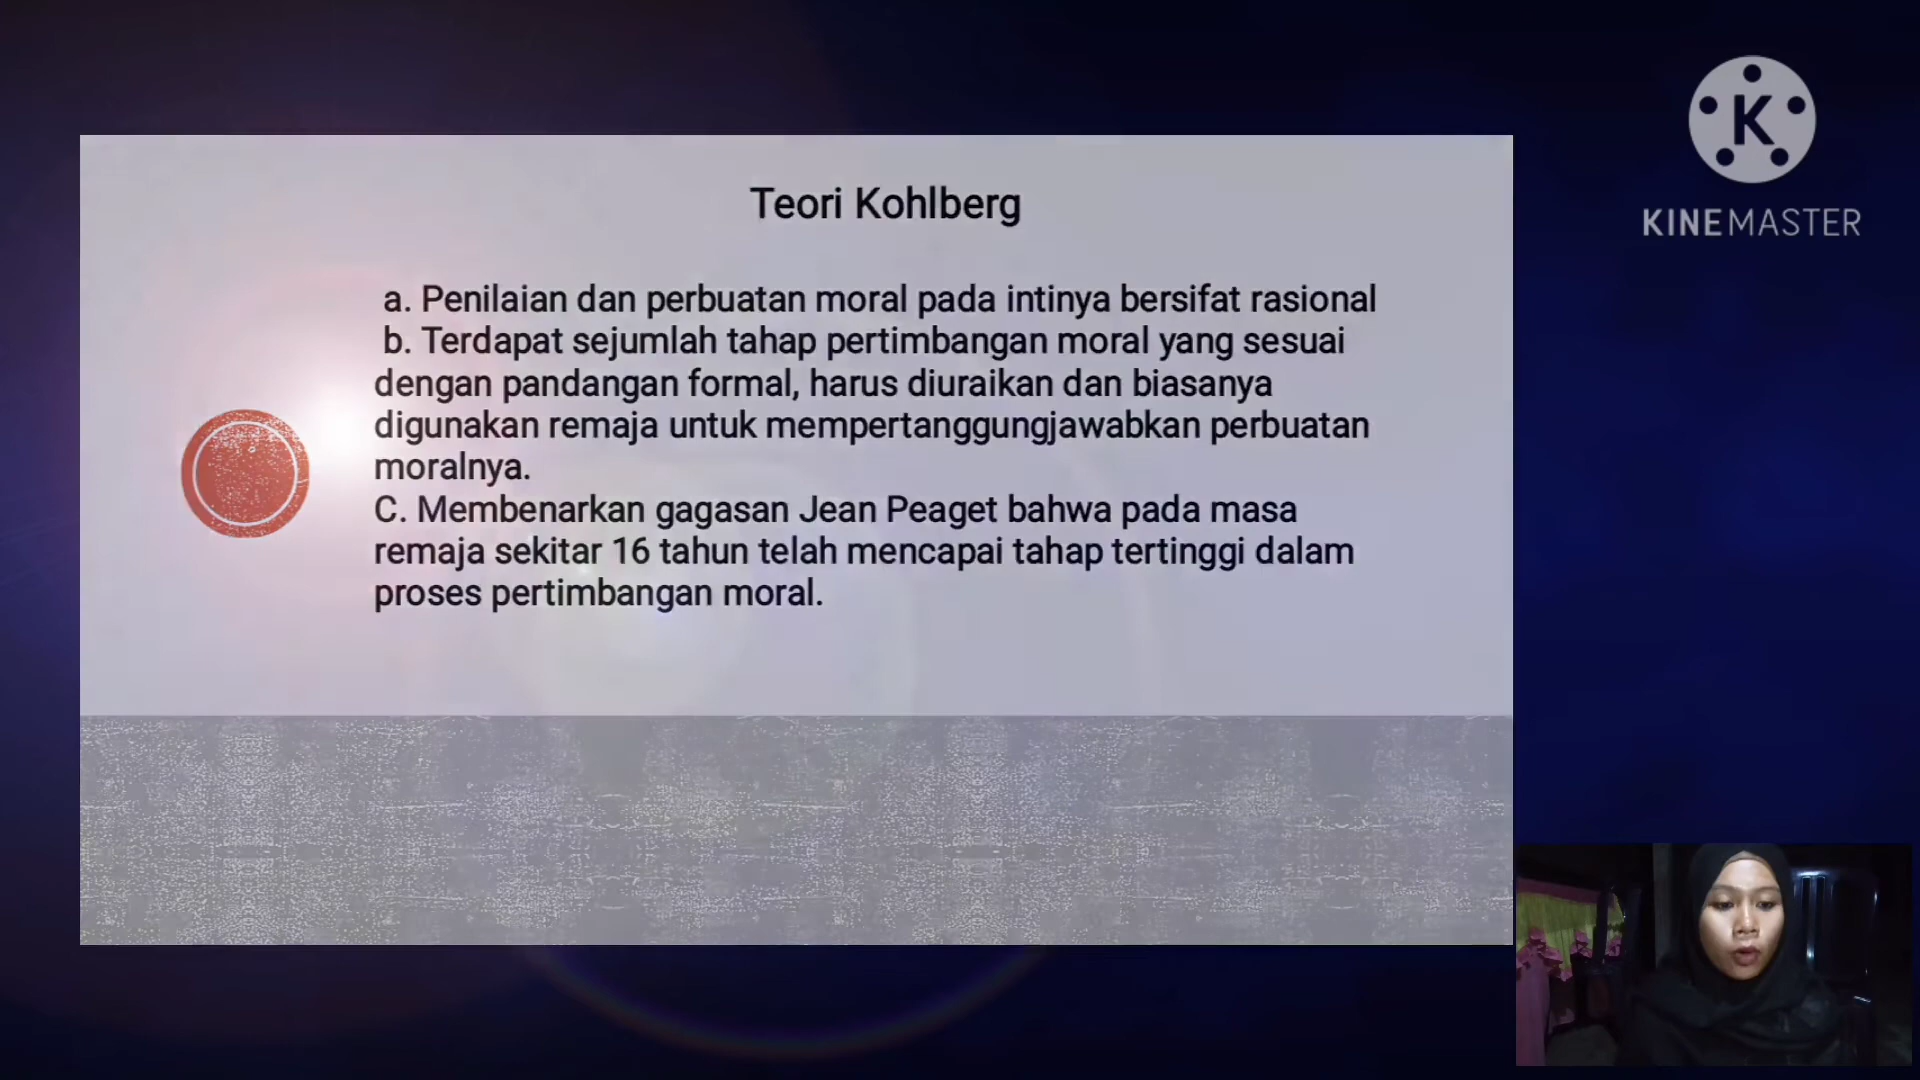 Teori Kohlberg
a. Penilaian dan perbuatan moral pada intinya bersifat rasional
b. Terdapat sejumlah tahap pertimbangan moral yang sesuai
dengan pandangan formal, harus diuraikan dan biasanya
digunakan remaja untuk mempertanggungjawabkan perbuatan
moralnya.
C. Membenarkan gagasan Jean Peaget bahwa pada masa
remaja sekitar 16 tahun telah mencapai tahap tertinggi dalam
proses pertimbangan moral.
K
KINEMASTER